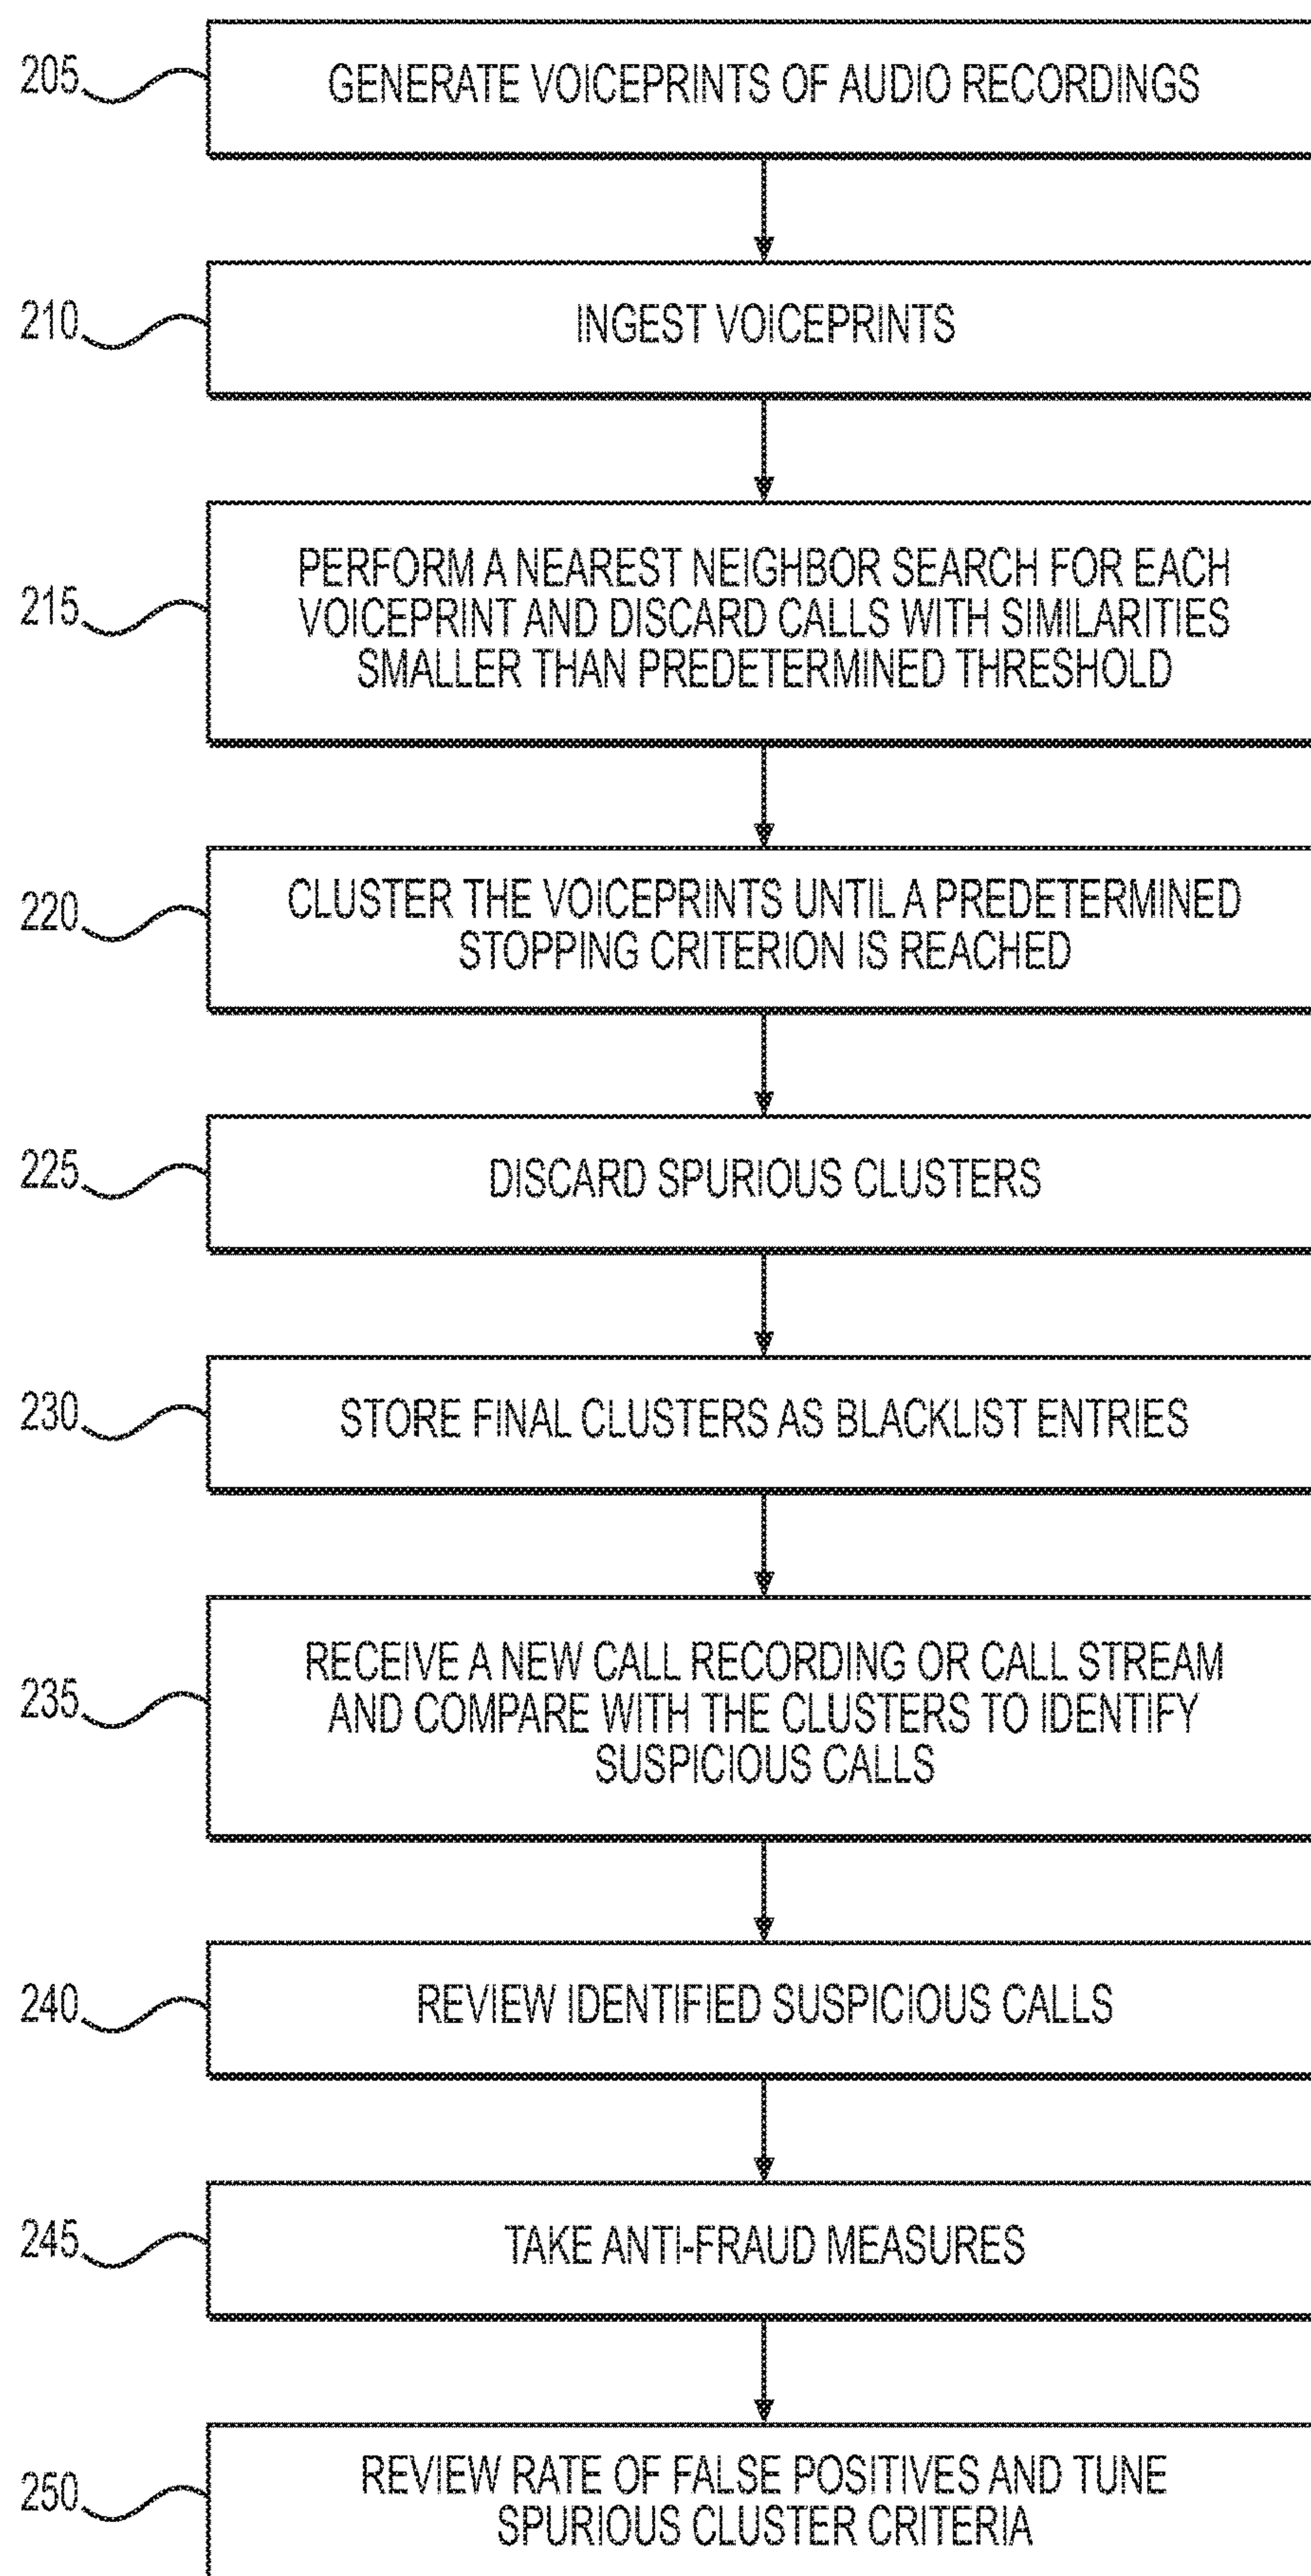 205
GENERATE VOICEPRINTS OF AUDIO RECORDINGS
210
INGEST VOICEPRINTS
215
PERFORM A NEAREST NEIGHBOR SEARCH FOR EACH
VOICEPRINT AND DISCARD CALLS WITH SIMILARITIES
SMALLER THAN PREDETERMINED THRESHOLD
220
CLUSTER THE VOICEPRINTS UNTIL A PREDETERMINED
STOPPING CRITERION IS REACHED
225
DISCARD SPURIOUS CLUSTERS
230
STORE FINAL CLUSTERS AS BLACKLIST ENTRIES
235
RECEIVE A NEW CALL RECORDING OR CALL STREAM
AND COMPARE WITH THE CLUSTERS TO IDENTIFY
SUSPICIOUS CALLS
240
REVIEW IDENTIFIED SUSPICIOUS CALLS
245
TAKE ANTI-FRAUD MEASURES
250
REVIEW RATE OF FALSE POSITIVES AND TUNE
SPURIOUS CLUSTER CRITERIA